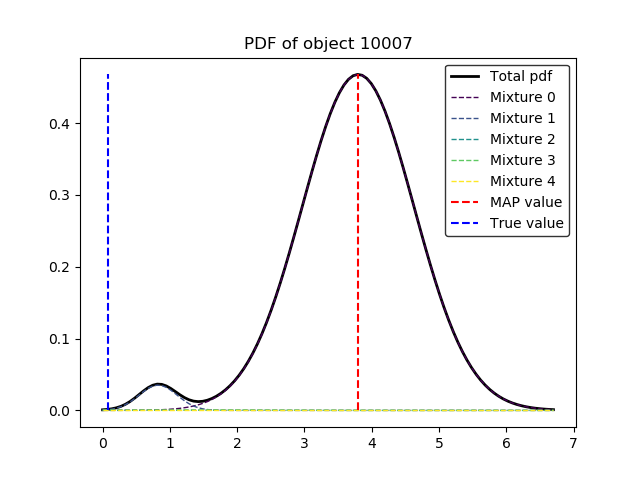 PDF of object 10007
Total pdf
Mixture 0
Mixture 1
Mixture 2
Mixture 3
Mixture 4
MAP value
True value
0.4
0.3
0.2
0.1
0.0
0 1 2 3 4 5 6 7